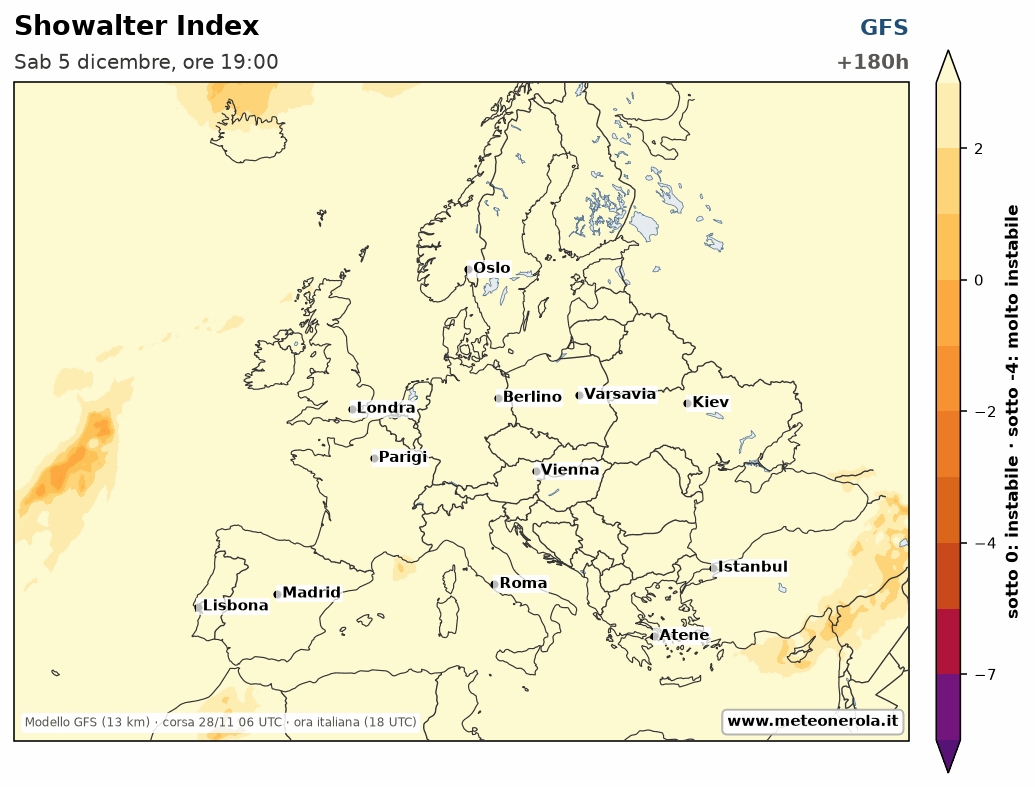 Showalter Index
GFS
Sab 5 dicembre, ore 19:00
+180h
Oslo
Londra
Berlino
Varsavia
Kiev
Parigi
Vienna
Lisbona
Madrid
Roma
Istanbul
Atene
Modello GFS (13 km) · corsa 28/11 06 UTC · ora italiana (18 UTC)
www.meteonerola.it
2
0
−2
−4
−7
sotto 0: instabile · sotto -4: molto instabile